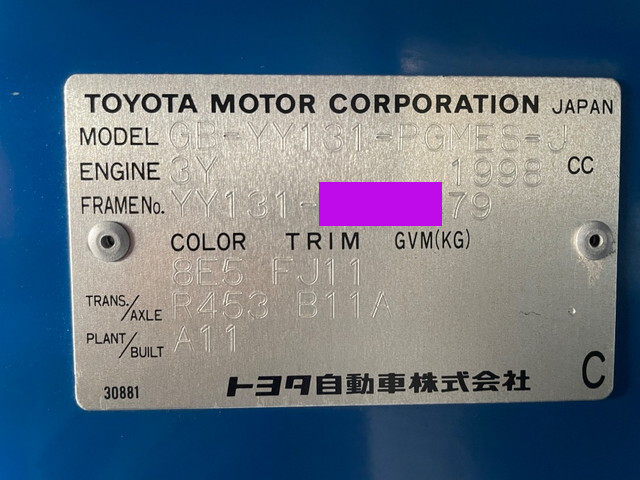 TOYOTA MOTOR CORPORATION JAPAN
MODEL GB-YY131-PGMES-J
ENGINE 3Y 1998 CC
FRAME No. YY131- 79
COLOR TRIM GVM(KG)
8E5 FJ11
TRANS./AXLE R453 B11A
PLANT/BUILT A11
30881 トヨタ自動車株式会社 C